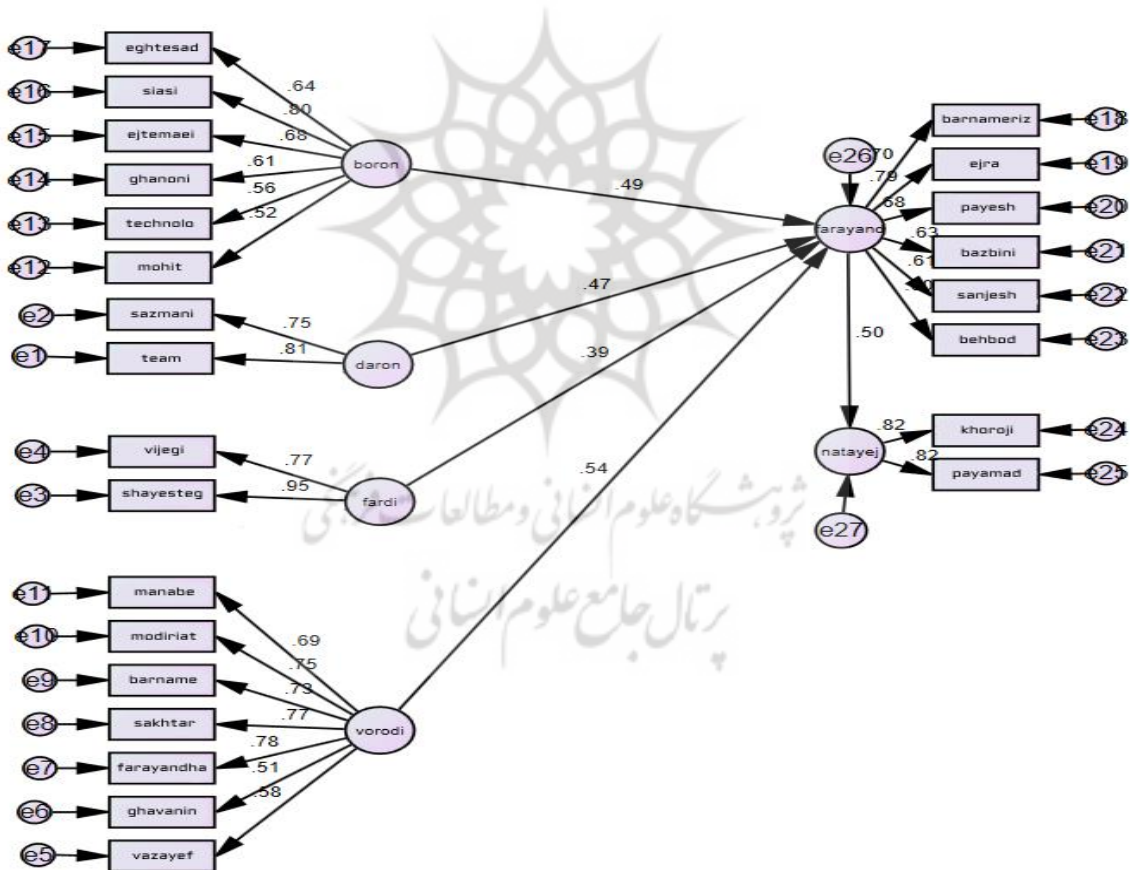 e17
eghtesad
.64
e16
siasi
.80
e15
ejtemaei
.68
e14
ghanoni
.61
e13
technolo
.56
e12
mohit
.52
boron
.49
e2
sazmani
.75
e1
team
.81
daron
.47
e4
vijegi
.77
e3
shayesteg
.95
fardi
.39
e11
manabe
.69
e10
modiriat
.75
e9
barname
.73
e8
sakhtar
.77
e7
farayandha
.78
e6
ghavanin
.51
e5
vazayef
.58
vorodi
.54
e26
farayand
.50
barnameriz
e18
.70
ejra
e19
.79
payesh
e20
.68
bazbini
e21
.63
sanjesh
e22
.61
behbod
e23
natayej
e27
.82
khoroji
e24
.82
payamad
e25
پژوهشگاه علوم انسانی و مطالعات فرهنگی
پرتال جامع علوم انسانی